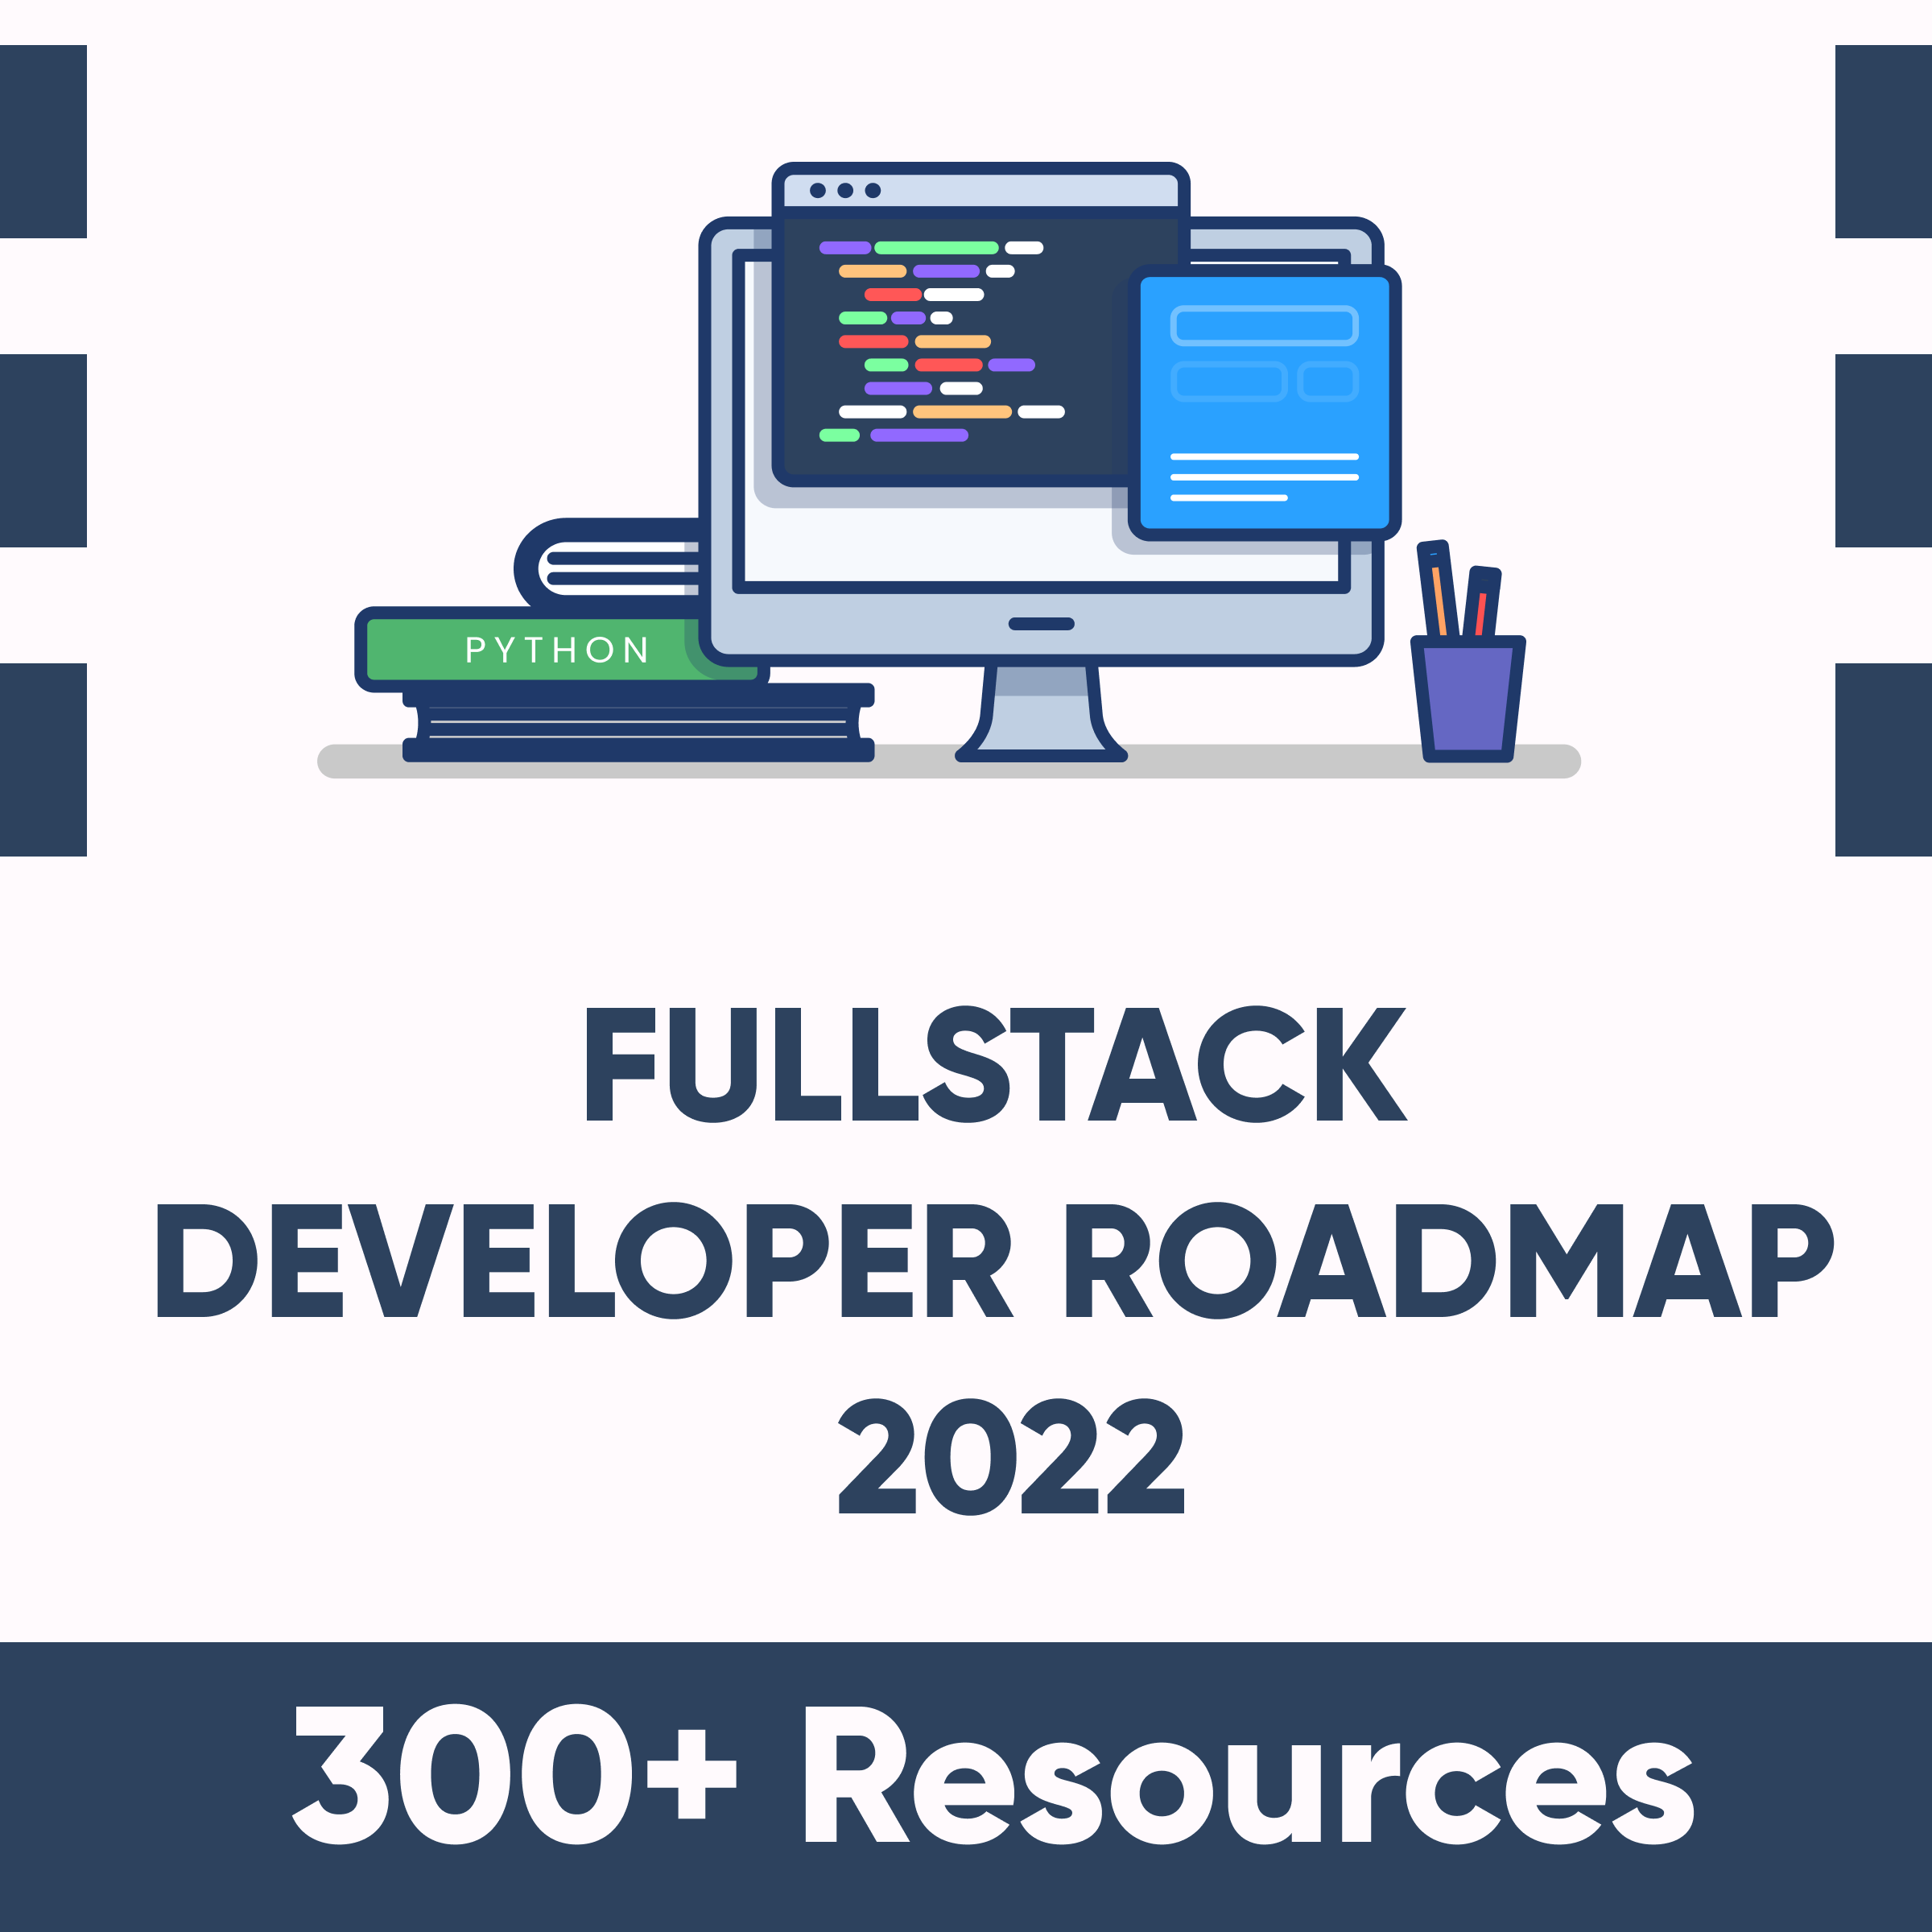 PYTHON
FULLSTACK
DEVELOPER ROADMAP
2022
300+ Resources